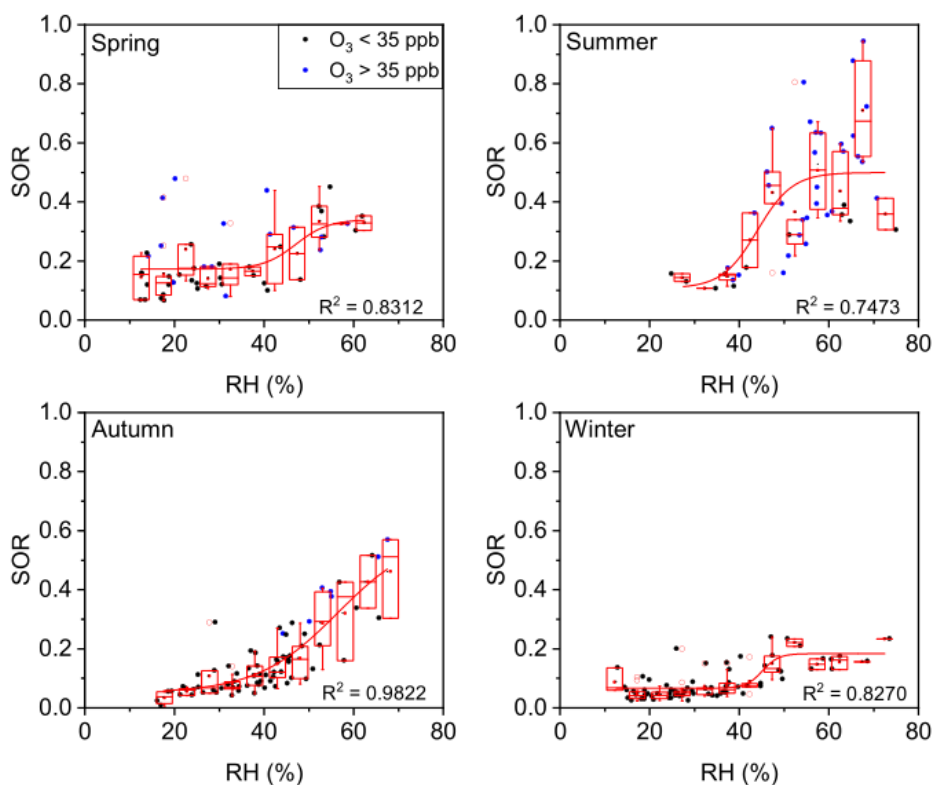 Spring
O₃ < 35 ppb
O₃ > 35 ppb
1.0
0.8
0.6
0.4
0.2
0.0
SOR
R² = 0.8312
0 20 40 60 80
RH (%)
Summer
1.0
0.8
0.6
0.4
0.2
0.0
SOR
R² = 0.7473
0 20 40 60 80
RH (%)
Autumn
1.0
0.8
0.6
0.4
0.2
0.0
SOR
R² = 0.9822
0 20 40 60 80
RH (%)
Winter
1.0
0.8
0.6
0.4
0.2
0.0
SOR
R² = 0.8270
0 20 40 60 80
RH (%)